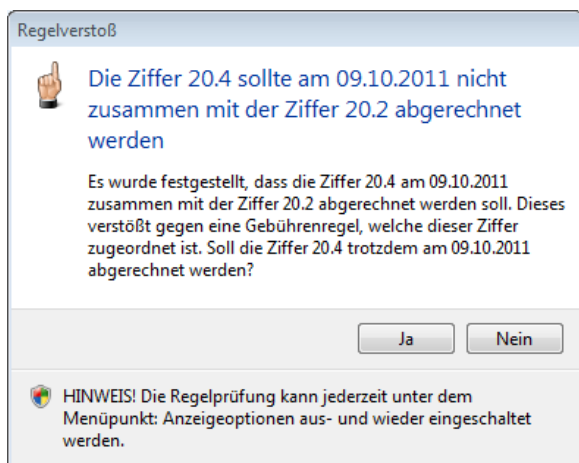 Regelverstoß
Die Ziffer 20.4 sollte am 09.10.2011 nicht
zusammen mit der Ziffer 20.2 abgerechnet
werden
Es wurde festgestellt, dass die Ziffer 20.4 am 09.10.2011
zusammen mit der Ziffer 20.2 abgerechnet werden soll. Dieses
verstößt gegen eine Gebührenregel, welche dieser Ziffer
zugeordnet ist. Soll die Ziffer 20.4 trotzdem am 09.10.2011
abgerechnet werden?
Ja Nein
HINWEIS! Die Regelprüfung kann jederzeit unter dem
Menüpunkt: Anzeigeoptionen aus- und wieder eingeschaltet
werden.